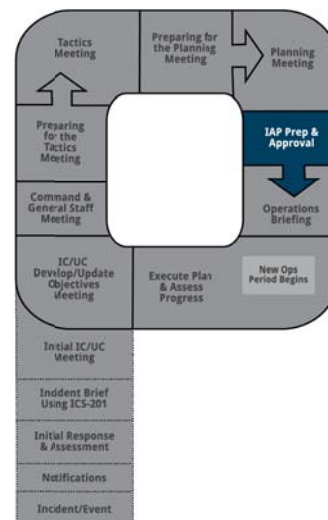 Tactics
Meeting
Preparing for
the Planning
Meeting
Planning
Meeting
Preparing
for the
Tactics
Meeting
IAP Prep &
Approval
Command &
General Staff
Meeting
Operations
Briefing
IC/UC
Develop/Update
Objectives
Meeting
Execute Plan
& Assess
Progress
New Ops
Period Begins
Initial IC/UC
Meeting
Incident Brief
Using ICS-201
Initial Response
& Assessment
Notifications
Incident/Event